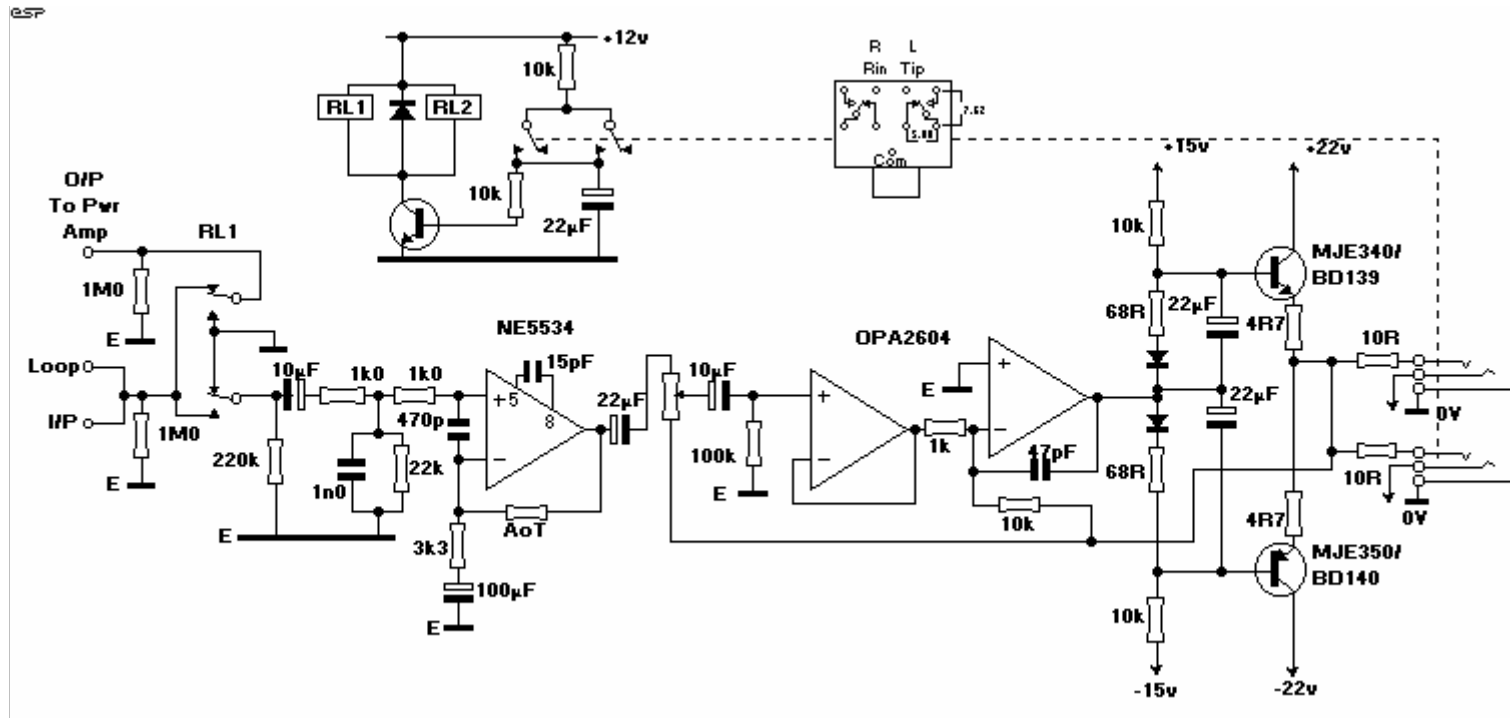 esp
+12v
10k
RL1
RL2
10k
22µF
R L
Rin Tip
7.62
5.08
Com
+15v
+22v
O/P
To Pwr
Amp
RL1
1M0
E
Loop
I/P
1M0
E
10µF
1k0
1k0
220k
1n0
22k
470p
E
NE5534
15pF
+5
8
−
AoT
3k3
100µF
E
22µF
10µF
100k
E
+
−
OPA2604
E
+
−
1k
47pF
10k
10k
68R
22µF
22µF
68R
10k
-15v
MJE340/
BD139
4R7
10R
0V
10R
0V
4R7
MJE350/
BD140
-22v